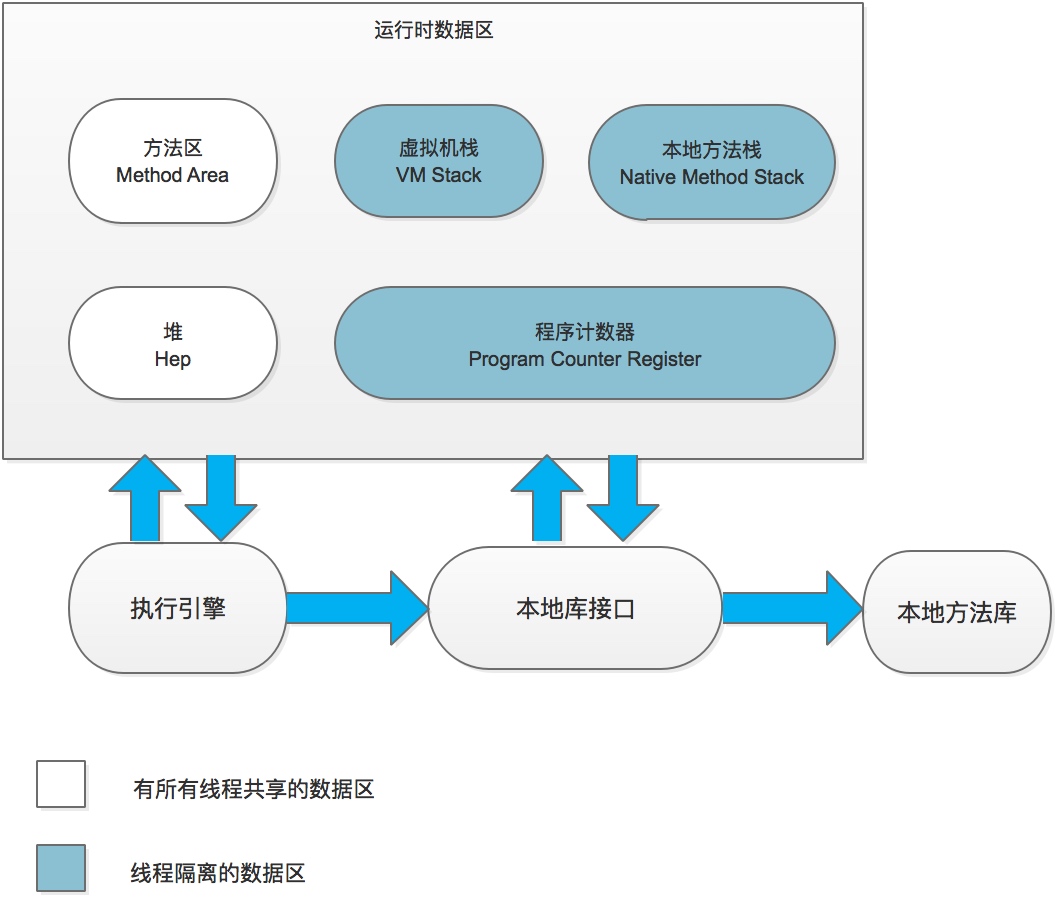 运行时数据区
方法区
Method Area
虚拟机栈
VM Stack
本地方法栈
Native Method Stack
堆
Hep
程序计数器
Program Counter Register
执行引擎
本地库接口
本地方法库
有所有线程共享的数据区
线程隔离的数据区